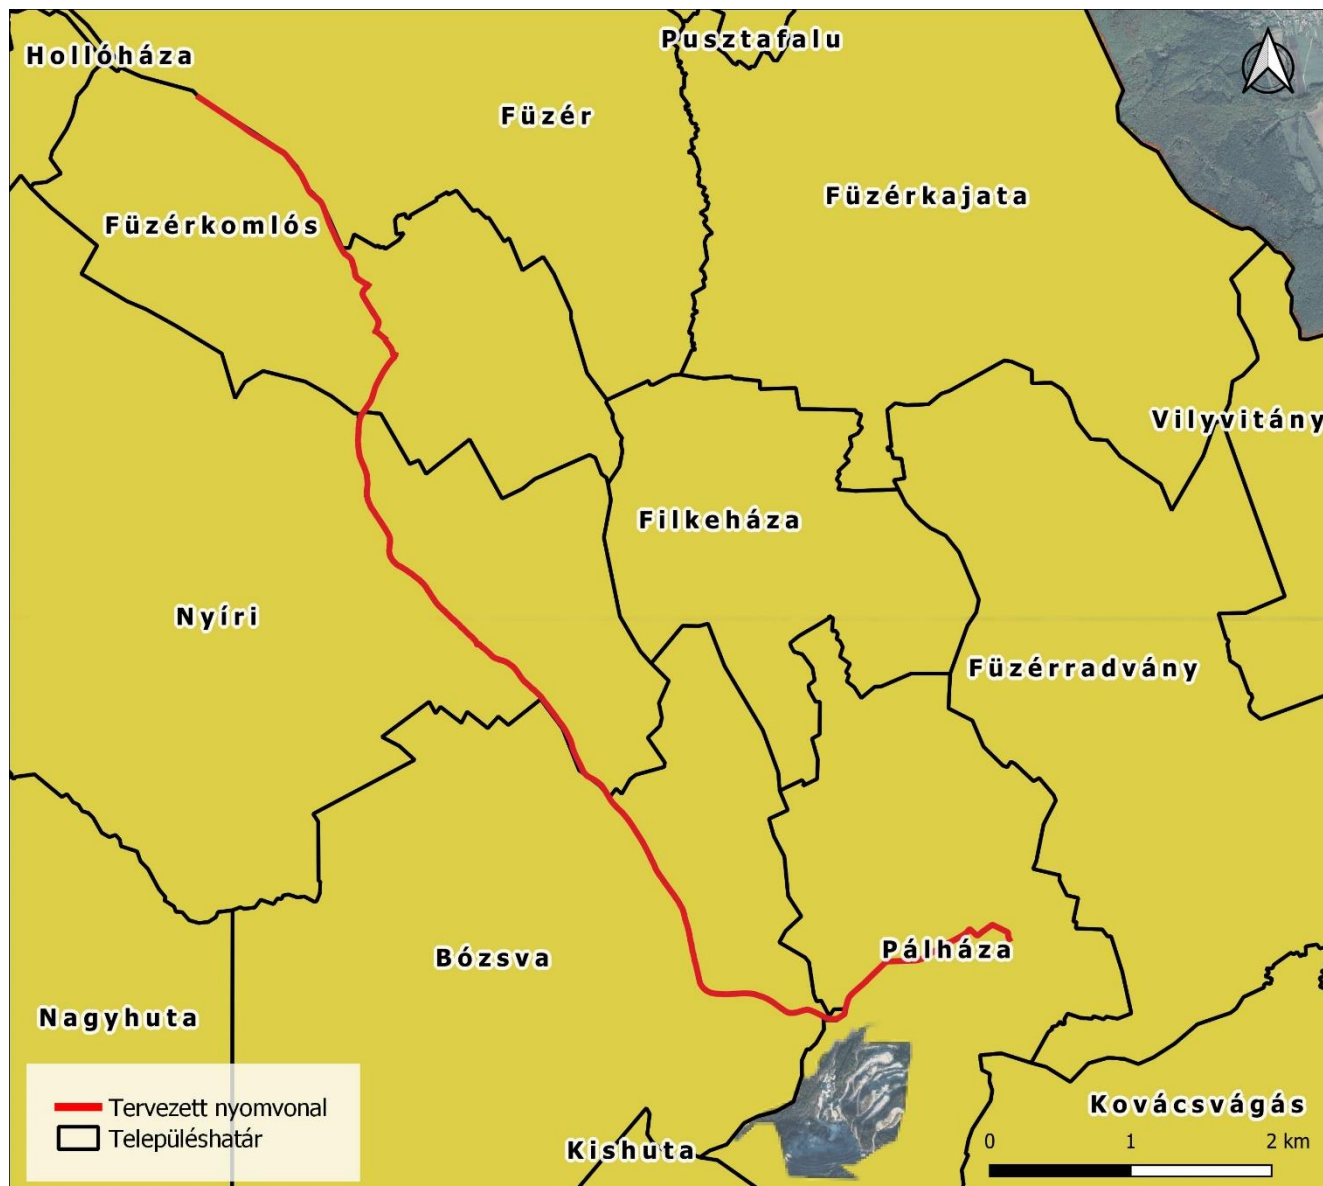 Pusztafalu
Hollóháza
Füzér
Füzérkajata
Füzérkomlós
Vilyvitány
Filkeháza
Nyíri
Füzérradvány
Pálháza
Bózsva
Nagyhuta
Tervezett nyomvonal
Településhatár
Kovácsvágás
Kishuta
0 1 2 km